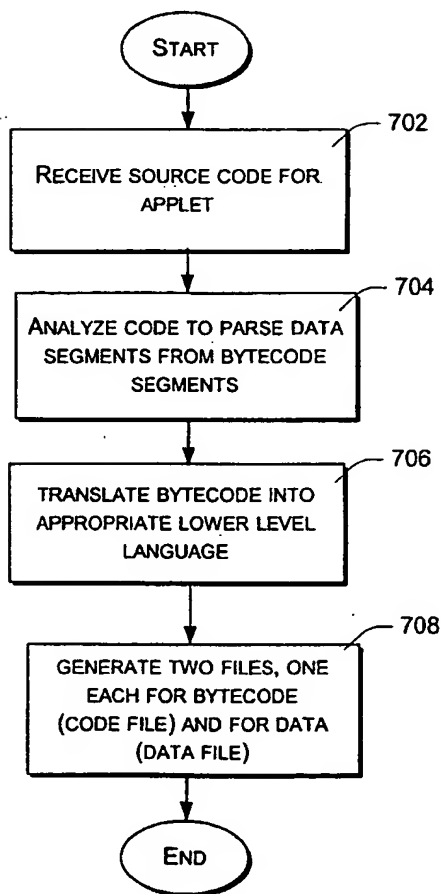 START
702
RECEIVE SOURCE CODE FOR
APPLET
704
ANALYZE CODE TO PARSE DATA
SEGMENTS FROM BYTECODE
SEGMENTS
706
TRANSLATE BYTECODE INTO
APPROPRIATE LOWER LEVEL
LANGUAGE
708
GENERATE TWO FILES, ONE
EACH FOR BYTECODE
(CODE FILE) AND FOR DATA
(DATA FILE)
END